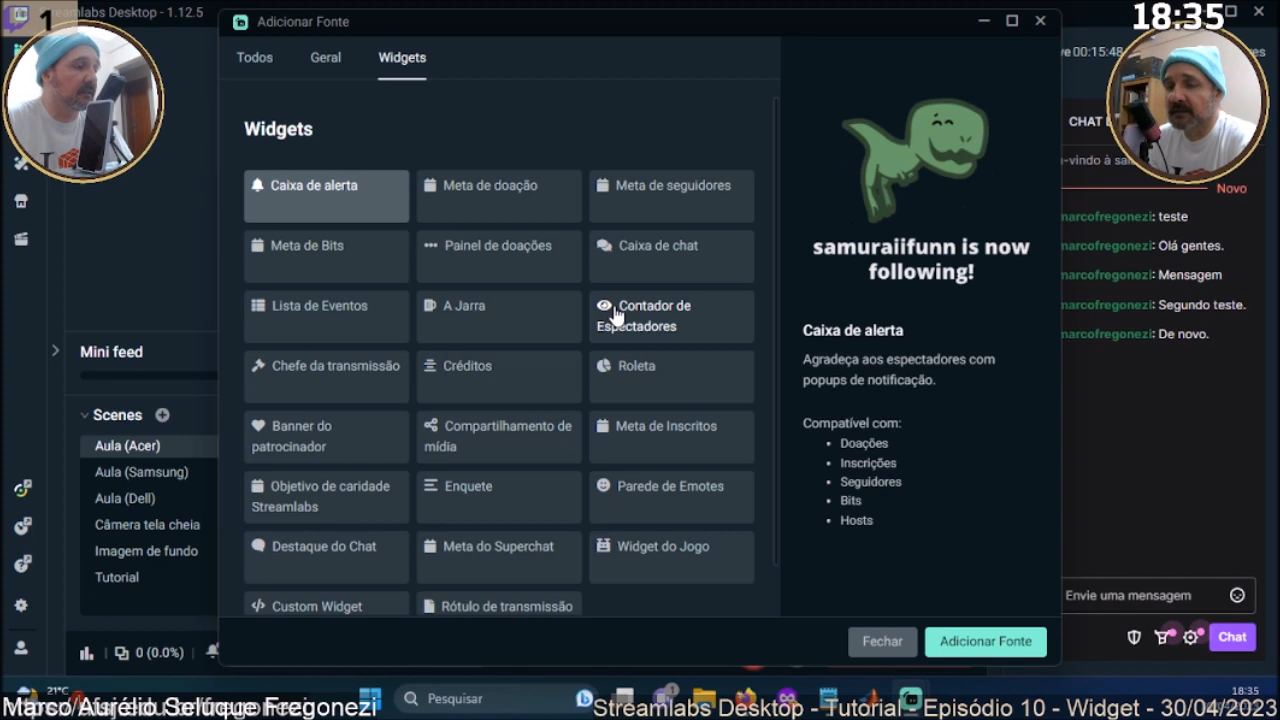 Streamlabs Desktop - 1.12.5
1
Adicionar Fonte
18:35
Todos
Geral
Widgets
00:15:48
Widgets
CHAT
Novo
Caixa de alerta
Meta de doação
Meta de seguidores
Meta de Bits
Painel de doações
Caixa de chat
Lista de Eventos
A Jarra
Contador de
Espectadores
Chefe da transmissão
Créditos
Roleta
Banner do
patrocinador
Compartilhamento de
mídia
Meta de Inscritos
Objetivo de caridade
Streamlabs
Enquete
Parede de Emotes
Destaque do Chat
Meta do Superchat
Widget do Jogo
Custom Widget
Rótulo de transmissão
samuraiifunn is now
following!
Caixa de alerta
Agradeça aos espectadores com
popups de notificação.
Compatível com:
• Doações
• Inscrições
• Seguidores
• Bits
• Hosts
Fechar
Adicionar Fonte
marcofregonezi: teste
marcofregonezi: Olá gentes.
marcofregonezi: Mensagem
marcofregonezi: Segundo teste.
marcofregonezi: De novo.
Envie uma mensagem
Chat
Mini feed
Scenes
Aula (Acer)
Aula (Samsung)
Aula (Dell)
Câmera tela cheia
Imagem de fundo
Tutorial
0 (0.0%)
21°C
Pesquisar
18:35
Fregonezi
Streamlabs Desktop - Tutorial - Episódio 10 - Widget - 30/04/2023